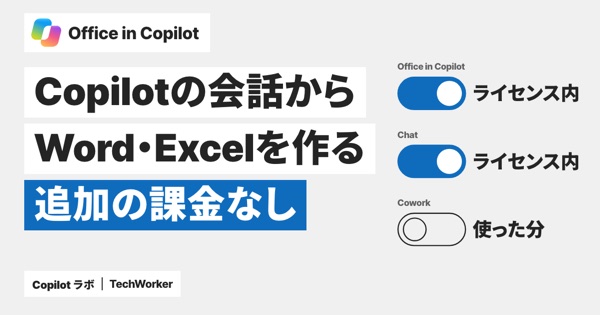 Office in Copilot
Copilotの会話から
Word・Excelを作る
追加の課金なし
Copilot ラボ | TechWorker
Office in Copilot
ライセンス内
Chat
ライセンス内
Cowork
使った分